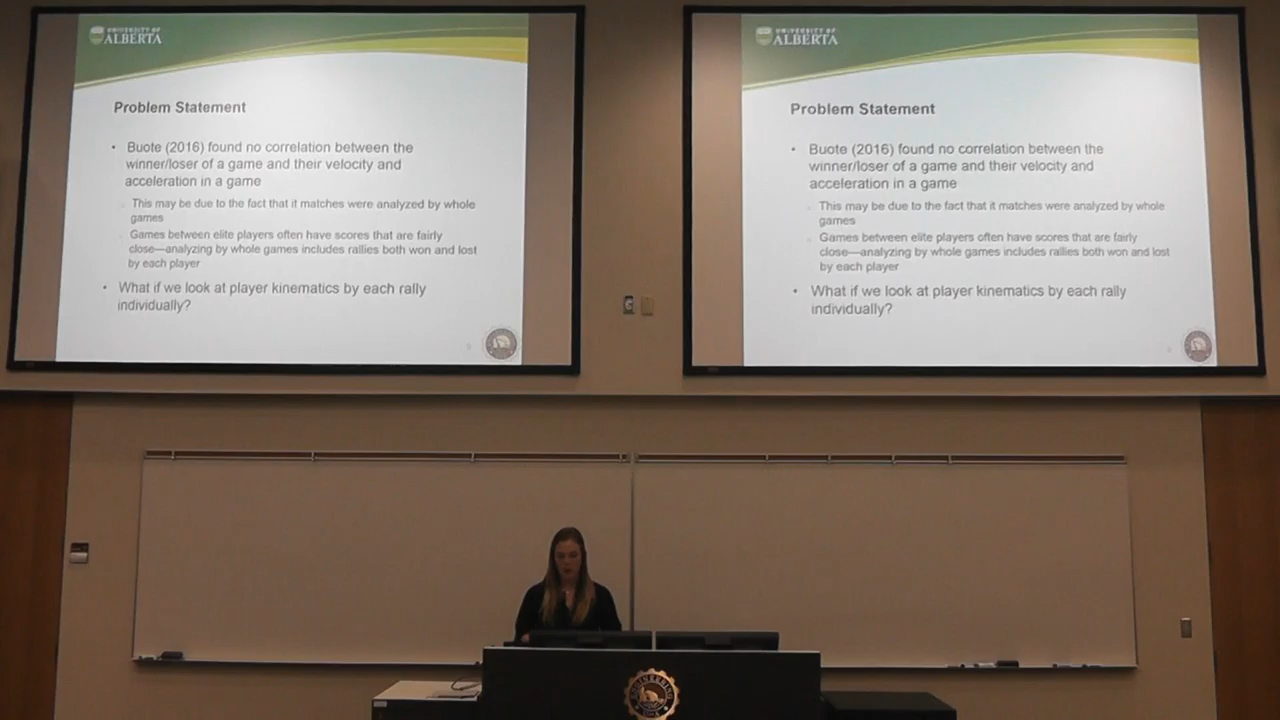 UNIVERSITY OF
ALBERTA
Problem Statement
• Buote (2016) found no correlation between the
winner/loser of a game and their velocity and
acceleration in a game
This may be due to the fact that it matches were analyzed by whole
games
Games between elite players often have scores that are fairly
close—analyzing by whole games includes rallies both won and lost
by each player
• What if we look at player kinematics by each rally
individually?
UNIVERSITY OF
ALBERTA
Problem Statement
• Buote (2016) found no correlation between the
winner/loser of a game and their velocity and
acceleration in a game
This may be due to the fact that it matches were analyzed by whole
games
Games between elite players often have scores that are fairly
close—analyzing by whole games includes rallies both won and lost
by each player
• What if we look at player kinematics by each rally
individually?
ENGINEERING